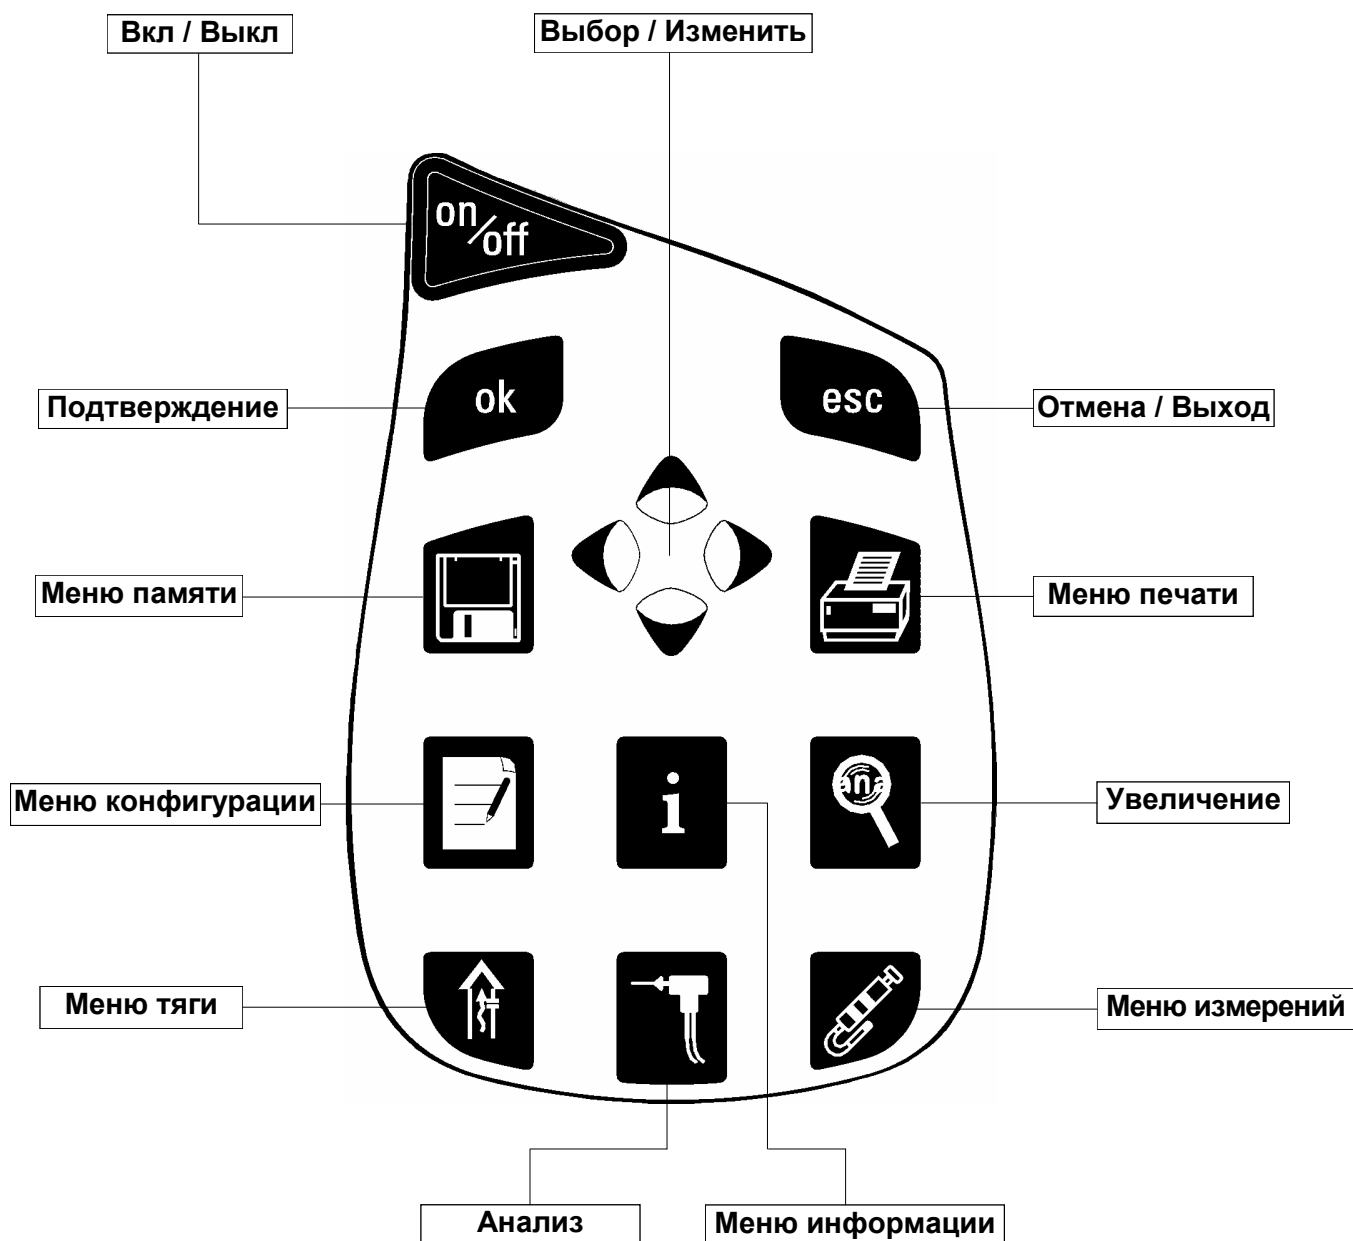 Вкл / Выкл
Выбор / Изменить
on/off
ok
esc
Подтверждение
Отмена / Выход
Меню памяти
Меню печати
Меню конфигурации
i
ana
Увеличение
Меню тяги
Меню измерений
Анализ
Меню информации